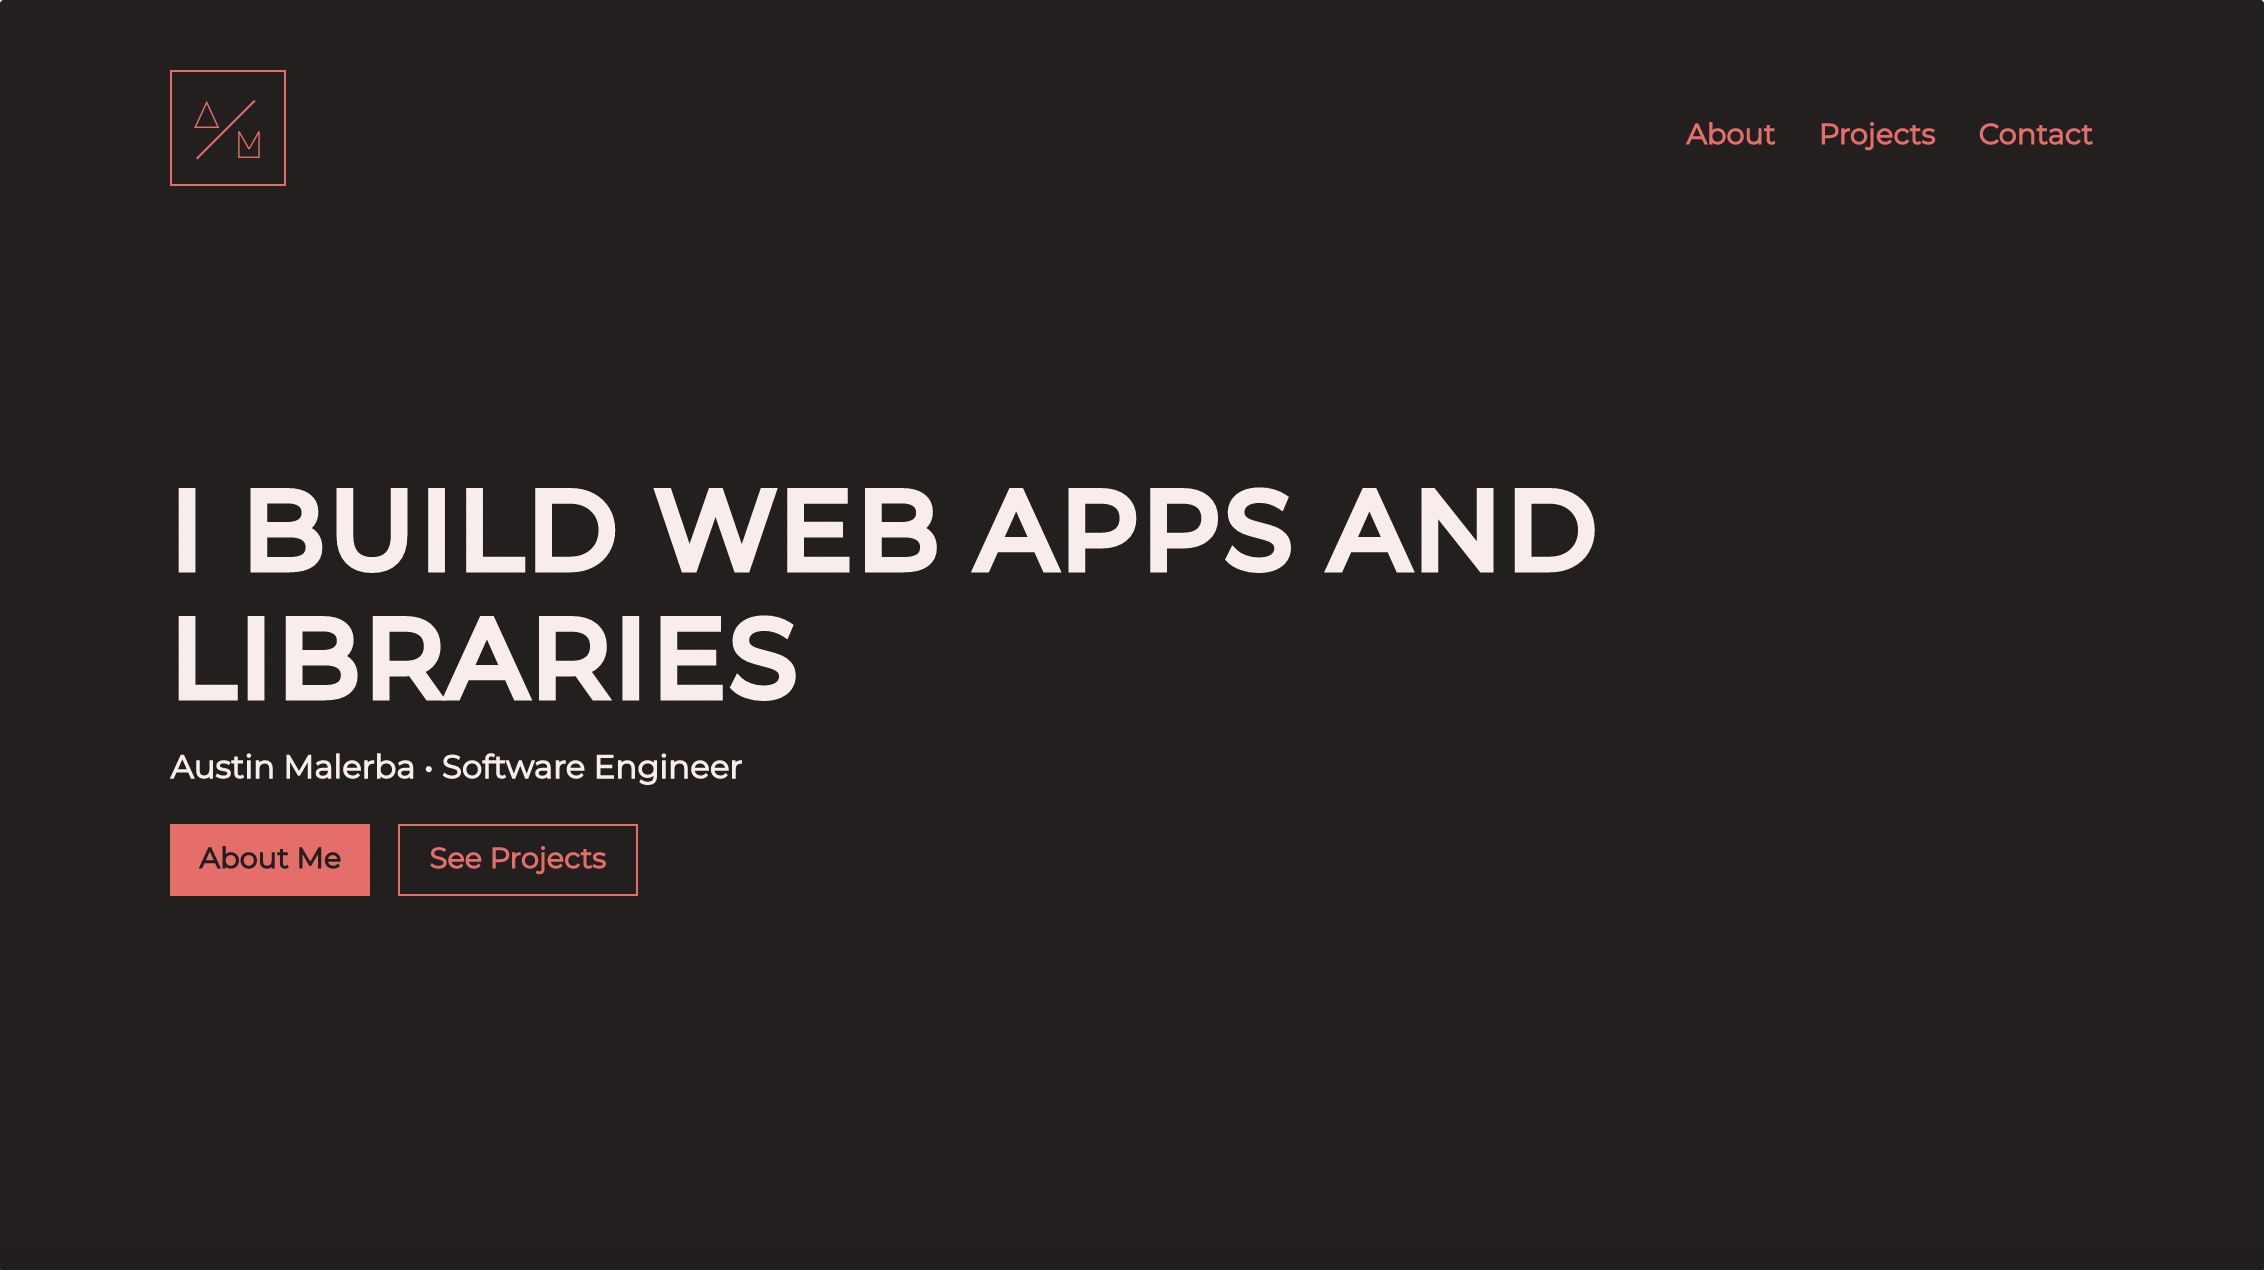 A/M
About Projects Contact
I BUILD WEB APPS AND
LIBRARIES
Austin Malerba • Software Engineer
About Me See Projects